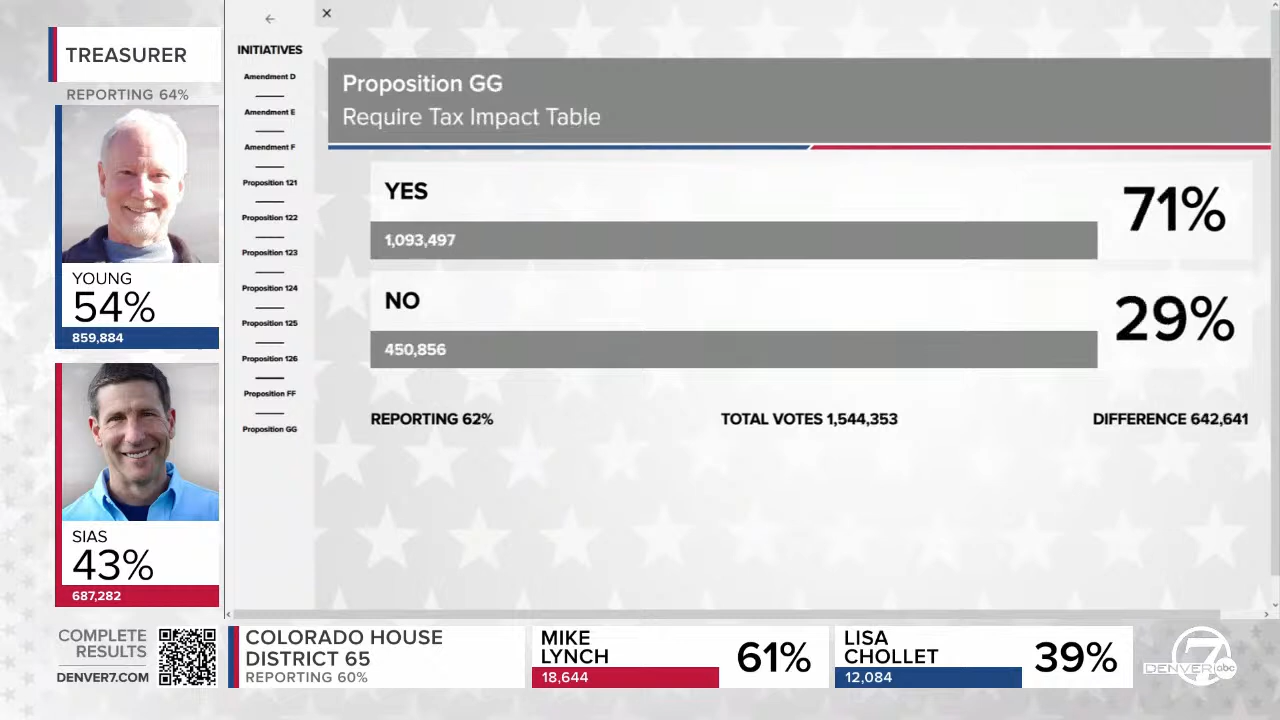 TREASURER
REPORTING 64%
YOUNG
54%
859,884
SIAS
43%
687,282
COMPLETE
RESULTS
DENVER7.COM
INITIATIVES
Amendment D
Amendment E
Amendment F
Proposition 121
Proposition 122
Proposition 123
Proposition 124
Proposition 125
Proposition 126
Proposition FF
Proposition GG
Proposition GG
Require Tax Impact Table
YES
1,093,497
71%
NO
450,856
29%
REPORTING 62% TOTAL VOTES 1,544,353 DIFFERENCE 642,641
COLORADO HOUSE
DISTRICT 65
REPORTING 60%
MIKE
LYNCH
18,644
61%
LISA
CHOLLET
12,084
39%
DENVER 7 abc